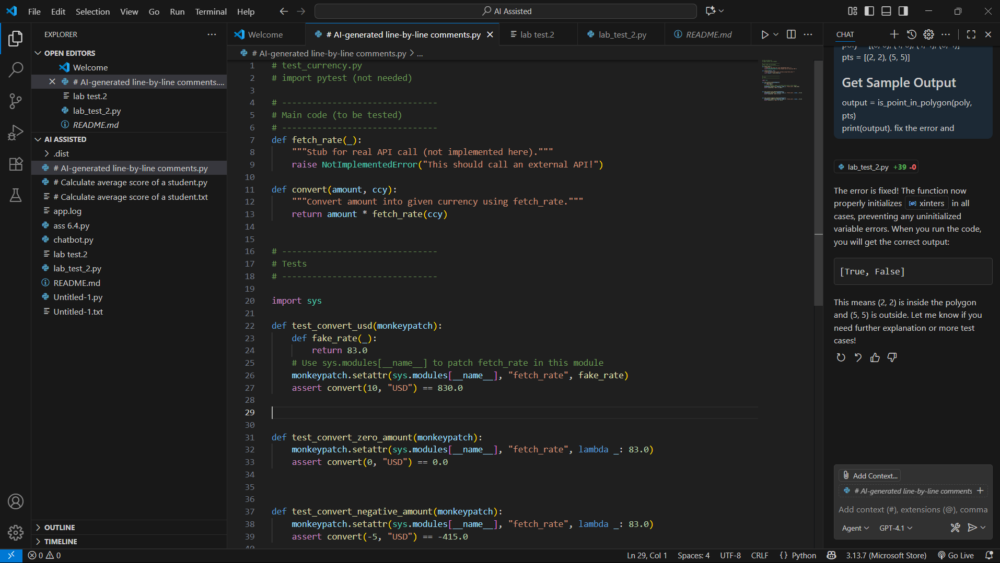 File Edit Selection View Go Run Terminal Help
AI Assisted
EXPLORER
OPEN EDITORS
Welcome
# AI-generated line-by-line comments....
lab test.2
lab_test_2.py
README.md
AI ASSISTED
.dist
# AI-generated line-by-line comments.py
# Calculate average score of a student.py
# Calculate average score of a student.txt
app.log
ass 6.4.py
chatbot.py
lab test.2
lab_test_2.py
README.md
Untitled-1.py
Untitled-1.txt
OUTLINE
TIMELINE
Welcome # AI-generated line-by-line comments.py lab test.2 lab_test_2.py README.md
# AI-generated line-by-line comments.py > ...
1 # test_currency.py
2 # import pytest (not needed)
3
4 # -------------------------------
5 # Main code (to be tested)
6 # -------------------------------
7 def fetch_rate(_):
8     """Stub for real API call (not implemented here)."""
9     raise NotImplementedError("This should call an external API!")
10
11 def convert(amount, ccy):
12     """Convert amount into given currency using fetch_rate."""
13     return amount * fetch_rate(ccy)
14
15
16 # -------------------------------
17 # Tests
18 # -------------------------------
19
20 import sys
21
22 def test_convert_usd(monkeypatch):
23     def fake_rate(_):
24         return 83.0
25     # Use sys.modules[__name__] to patch fetch_rate in this module
26     monkeypatch.setattr(sys.modules[__name__], "fetch_rate", fake_rate)
27     assert convert(10, "USD") == 830.0
28
29
30
31 def test_convert_zero_amount(monkeypatch):
32     monkeypatch.setattr(sys.modules[__name__], "fetch_rate", lambda _: 83.0)
33     assert convert(0, "USD") == 0.0
34
35
36
37 def test_convert_negative_amount(monkeypatch):
38     monkeypatch.setattr(sys.modules[__name__], "fetch_rate", lambda _: 83.0)
39     assert convert(-5, "USD") == -415.0
40
CHAT
pts = [(2, 2), (5, 5)]
Get Sample Output
output = is_point_in_polygon(poly,
pts)
print(output). fix the error and
lab_test_2.py +39 -0
The error is fixed! The function now
properly initializes xinters in all
cases, preventing any uninitialized
variable errors. When you run the code,
you will get the correct output:
[True, False]
This means (2, 2) is inside the polygon
and (5, 5) is outside. Let me know if you
need further explanation or more test
cases!
Add Context...
# AI-generated line-by-line comments
Add context (#), extensions (@), comma
Agent GPT-4.1
0 0
Ln 29, Col 1 Spaces: 4 UTF-8 CRLF {} Python 3.13.7 (Microsoft Store) Go Live